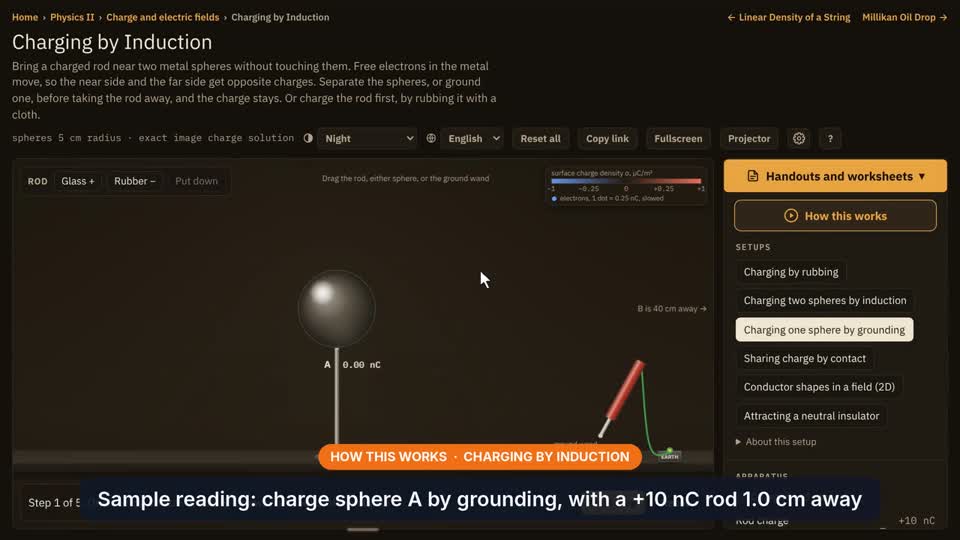 Home › Physics II › Charge and electric fields › Charging by Induction
← Linear Density of a String Millikan Oil Drop →
Charging by Induction
Bring a charged rod near two metal spheres without touching them. Free electrons in the metal
move, so the near side and the far side get opposite charges. Separate the spheres, or ground
one, before taking the rod away, and the charge stays. Or charge the rod first, by rubbing it with a
cloth.
spheres 5 cm radius · exact image charge solution Night English Reset all Copy link Fullscreen Projector ?
ROD Glass + Rubber − Put down
Drag the rod, either sphere, or the ground wand
surface charge density σ, μC/m²
-1 −0.25 0 +0.25 +1
electrons, 1 dot = 0.25 nC, slowed
B is 40 cm away →
A 0.00 nC
EARTH
Handouts and worksheets ▼
How this works
SETUPS
Charging by rubbing
Charging two spheres by induction
Charging one sphere by grounding
Sharing charge by contact
Conductor shapes in a field (2D)
Attracting a neutral insulator
About this setup
APPARATUS
Rod charge +10 nC
HOW THIS WORKS · CHARGING BY INDUCTION
Step 1 of 5
Sample reading: charge sphere A by grounding, with a +10 nC rod 1.0 cm away